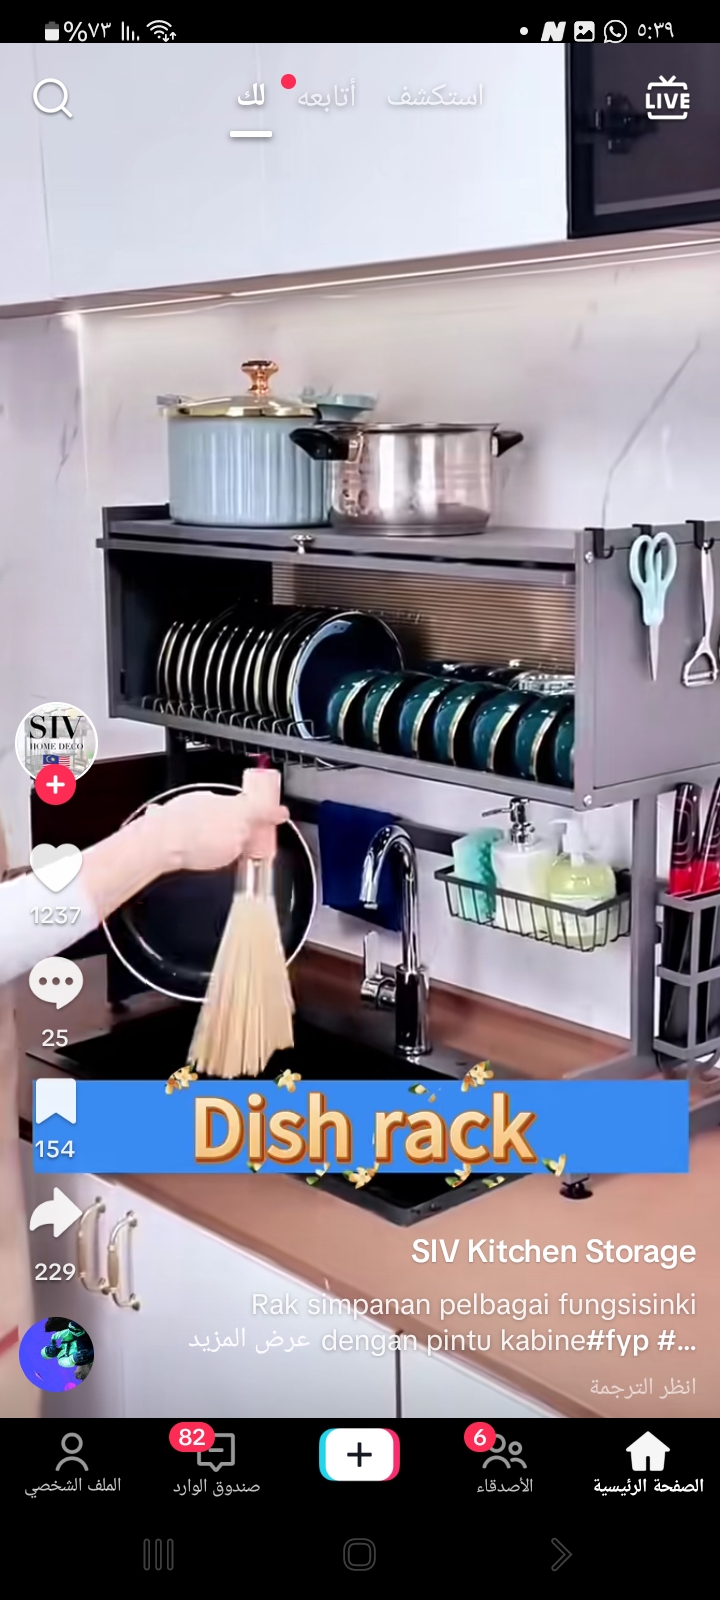 ٥:٣٩
%٧٣
استكشف
أتابعه
لك
LIVE
SIV
HOME DECO
1237
25
154
229
Dish rack
SIV Kitchen Storage
Rak simpanan pelbagai fungsisinki
dengan pintu kabine#fyp #... عرض المزيد
انظر الترجمة
الصفحة الرئيسية
6
الأصدقاء
82
صندوق الوارد
الملف الشخصي